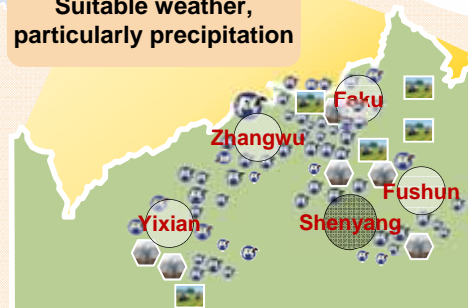 Suitable weather,
particularly precipitation
Faku
Zhangwu
Fushun
Yixian
Shenyang